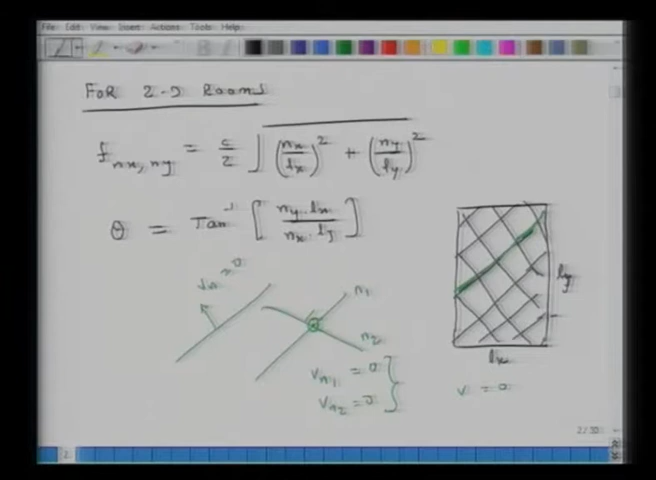 File Edit View Insert Actions Tools Help
FOR 2-D ROOMS
f_{nx, ny} = c/2 √((nx/lx)² + (ny/ly)²)
θ = Tan⁻¹ [ny·lx / nx·ly]
n1
n2
ly
lx
Vn1 = 0
Vn2 = 0
v = 0
2